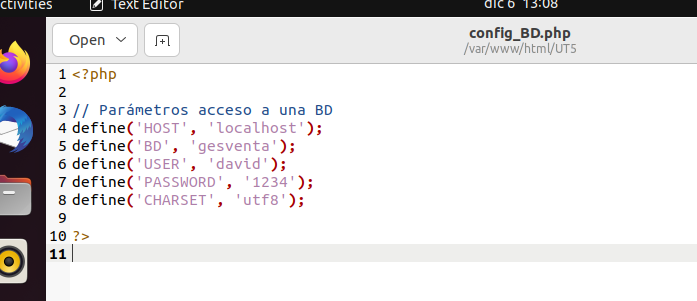 ctivities Text Editor dic 6 13:08
Open
config_BD.php
/var/www/html/UT5
1 <?php
2
3 // Parámetros acceso a una BD
4 define('HOST', 'localhost');
5 define('BD', 'gesventa');
6 define('USER', 'david');
7 define('PASSWORD', '1234');
8 define('CHARSET', 'utf8');
9
10 ?>
11